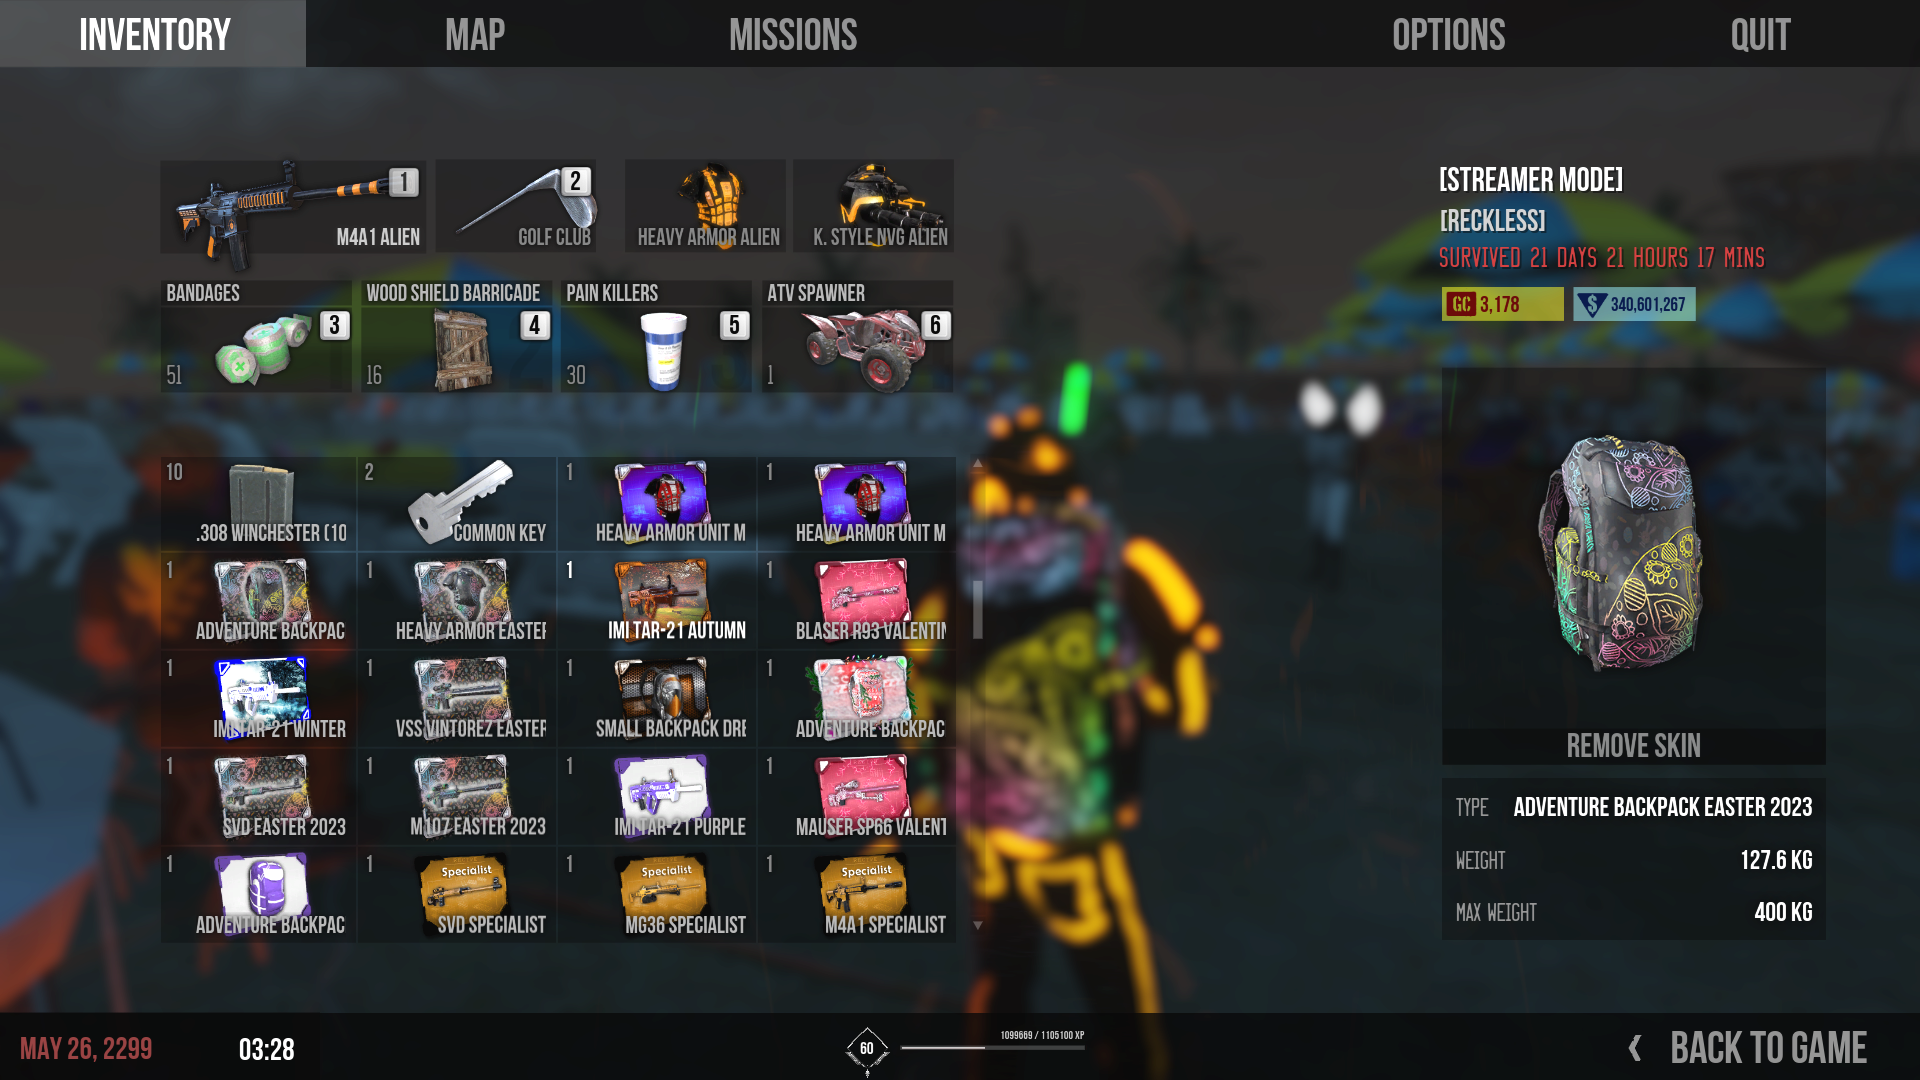 INVENTORY
MAP
MISSIONS
OPTIONS
QUIT
1
M4A1 ALIEN
2
GOLF CLUB
HEAVY ARMOR ALIEN
K. STYLE NVG ALIEN
BANDAGES
3
51
WOOD SHIELD BARRICADE
4
16
PAIN KILLERS
5
30
ATV SPAWNER
6
1
10
.308 WINCHESTER (10
2
COMMON KEY
1
HEAVY ARMOR UNIT M
1
HEAVY ARMOR UNIT M
1
ADVENTURE BACKPAC
1
HEAVY ARMOR EASTER
1
IMI TAR-21 AUTUMN
1
BLASER R93 VALENTIN
1
IMI TAR-21 WINTER
1
VSS VINTOREZ EASTER
1
SMALL BACKPACK DRE
1
ADVENTURE BACKPAC
1
SVD EASTER 2023
1
M107 EASTER 2023
1
IMI TAR-21 PURPLE
1
MAUSER SP66 VALENT
1
ADVENTURE BACKPAC
1
Specialist
SVD SPECIALIST
1
Specialist
MG36 SPECIALIST
1
Specialist
M4A1 SPECIALIST
[STREAMER MODE]
[RECKLESS]
SURVIVED 21 DAYS 21 HOURS 17 MINS
GC 3,178
$ 340,601,267
REMOVE SKIN
TYPE ADVENTURE BACKPACK EASTER 2023
WEIGHT 127.6 KG
MAX WEIGHT 400 KG
MAY 26, 2299
03:28
60
1099669 / 1105100 XP
BACK TO GAME